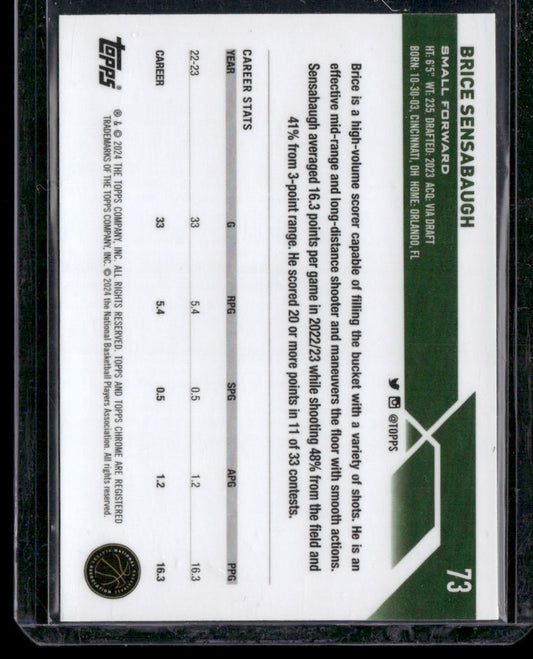 BRICE SENSABAUGH
73
SMALL FORWARD
HT: 6'5" WT: 235 DRAFTED: 2023 ACQ: VIA DRAFT
BORN: 10-30-03, CINCINNATI, OH HOME: ORLANDO, FL
@TOPPS
Brice is a high-volume scorer capable of filling the bucket with a variety of shots. He is an
effective mid-range and long-distance shooter and maneuvers the floor with smooth actions.
Sensabaugh averaged 16.3 points per game in 2022/23 while shooting 48% from the field and
41% from 3-point range. He scored 20 or more points in 11 of 33 contests.
CAREER STATS
YEAR G RPG SPG APG PPG
22-23 33 5.4 0.5 1.2 16.3
CAREER 33 5.4 0.5 1.2 16.3
topps
® & © 2024 THE TOPPS COMPANY, INC. ALL RIGHTS RESERVED. TOPPS AND TOPPS CHROME ARE REGISTERED
TRADEMARKS OF THE TOPPS COMPANY, INC. © 2024 the National Basketball Players Association. All rights reserved.